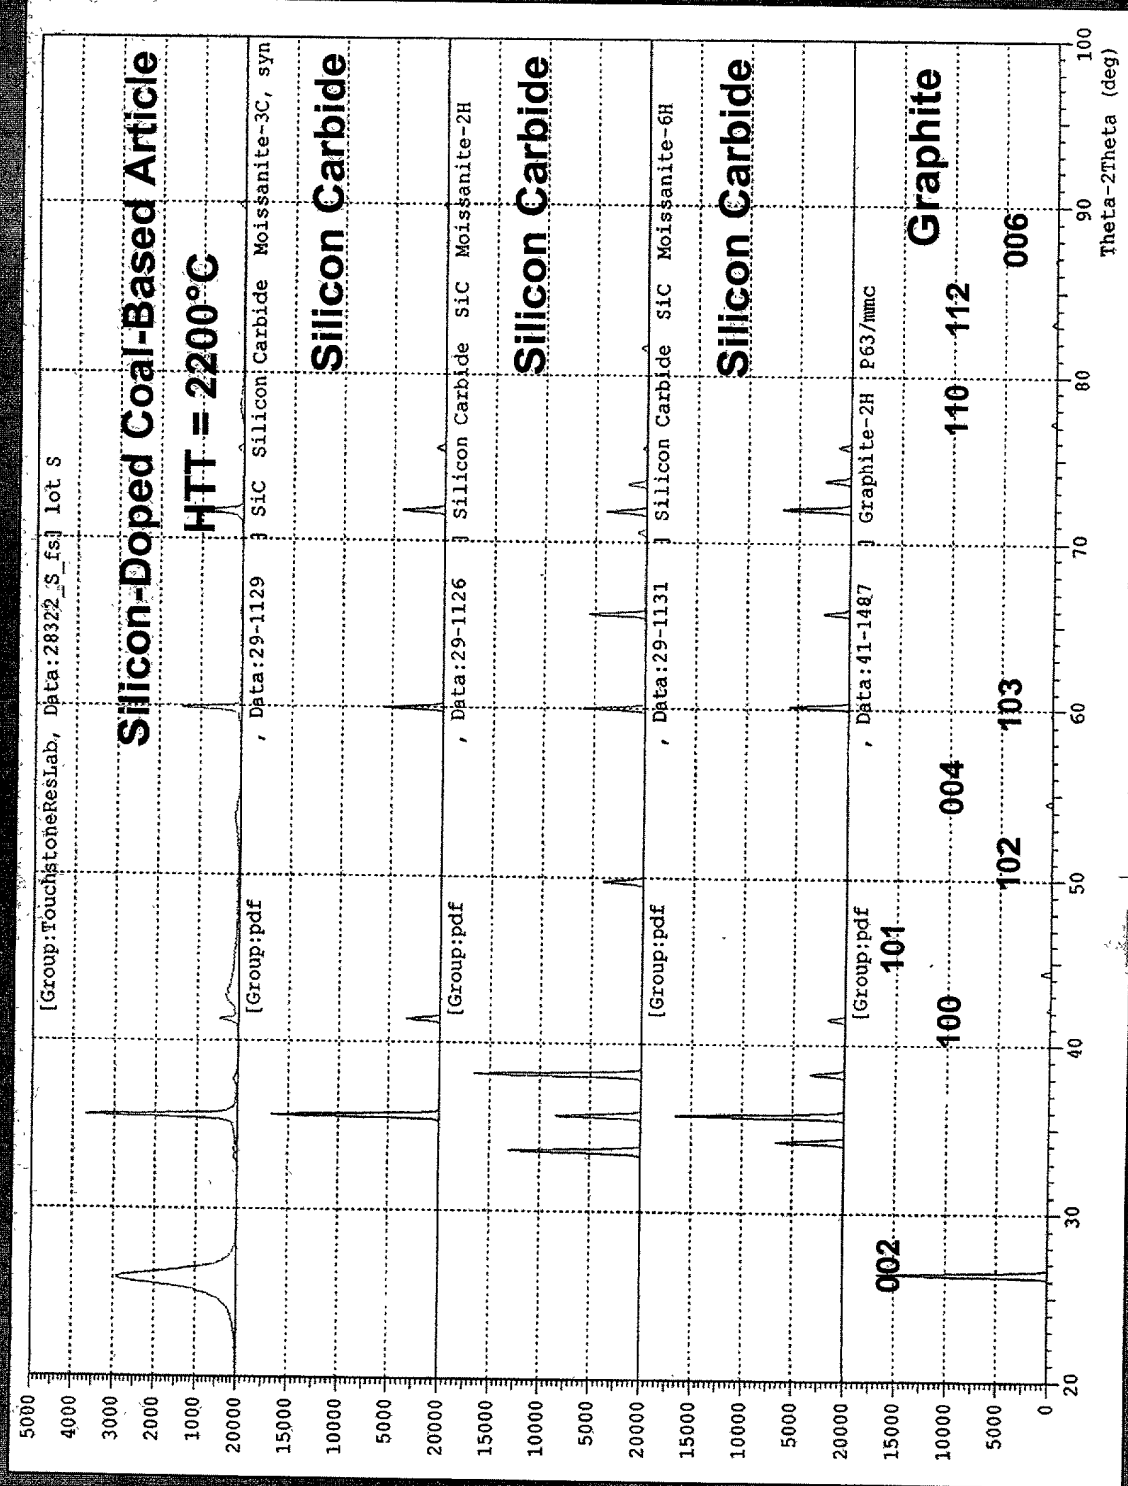 [Group:TouchstoneResLab, Data:28322_S_fs] lot S
Silicon-Doped Coal-Based Article
HTT = 2200°C
5000
4000
3000
2000
1000
20000
[Group:pdf , Data:29-1129 ] SiC Silicon Carbide Moissanite-3C, syn
Silicon Carbide
15000
10000
5000
20000
[Group:pdf , Data:29-1126 ] Silicon Carbide SiC Moissanite-2H
Silicon Carbide
15000
10000
5000
20000
[Group:pdf , Data:29-1131 ] Silicon Carbide SiC Moissanite-6H
Silicon Carbide
15000
10000
5000
20000
[Group:pdf , Data:41-1487 ] Graphite-2H P63/mmc
Graphite
15000
10000
5000
0
002 100 101 102 004 103 110 112 006
20 30 40 50 60 70 80 90 100
Theta-2Theta (deg)